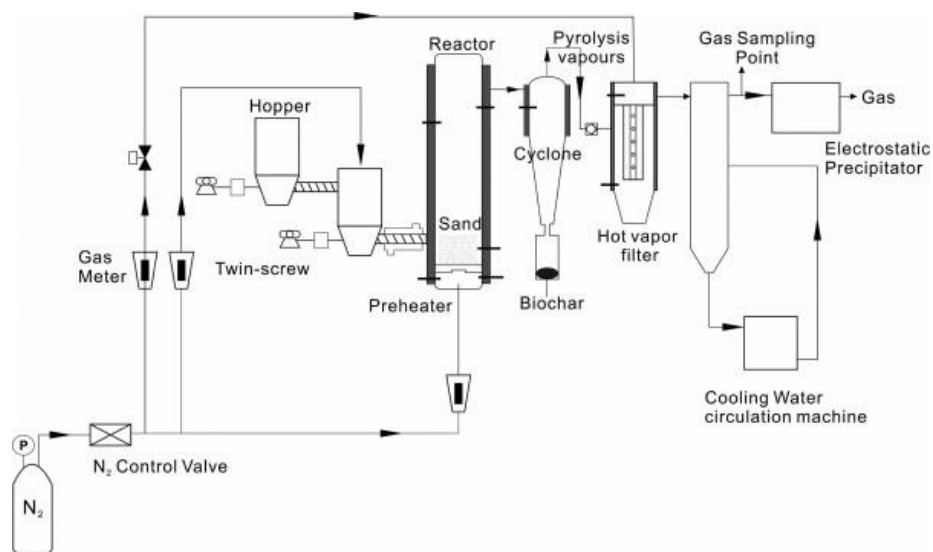 Reactor
Pyrolysis
vapours
Gas Sampling
Point
Hopper
Gas
Cyclone
Electrostatic
Precipitator
Sand
Gas
Meter
Twin-screw
Hot vapor
filter
Preheater
Biochar
Cooling Water
circulation machine
P
N₂ Control Valve
N₂